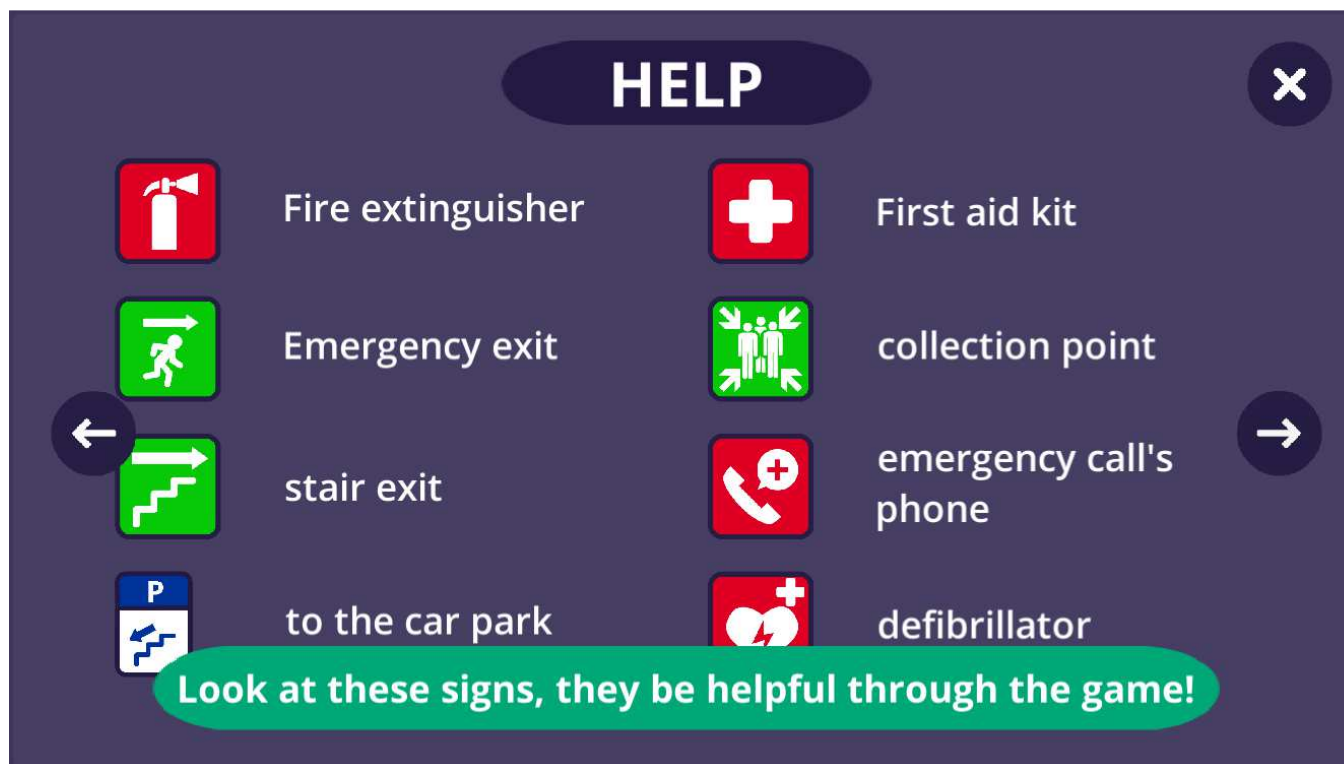 HELP
Fire extinguisher
First aid kit
Emergency exit
collection point
stair exit
emergency call's
phone
P
to the car park
defibrillator
Look at these signs, they be helpful through the game!